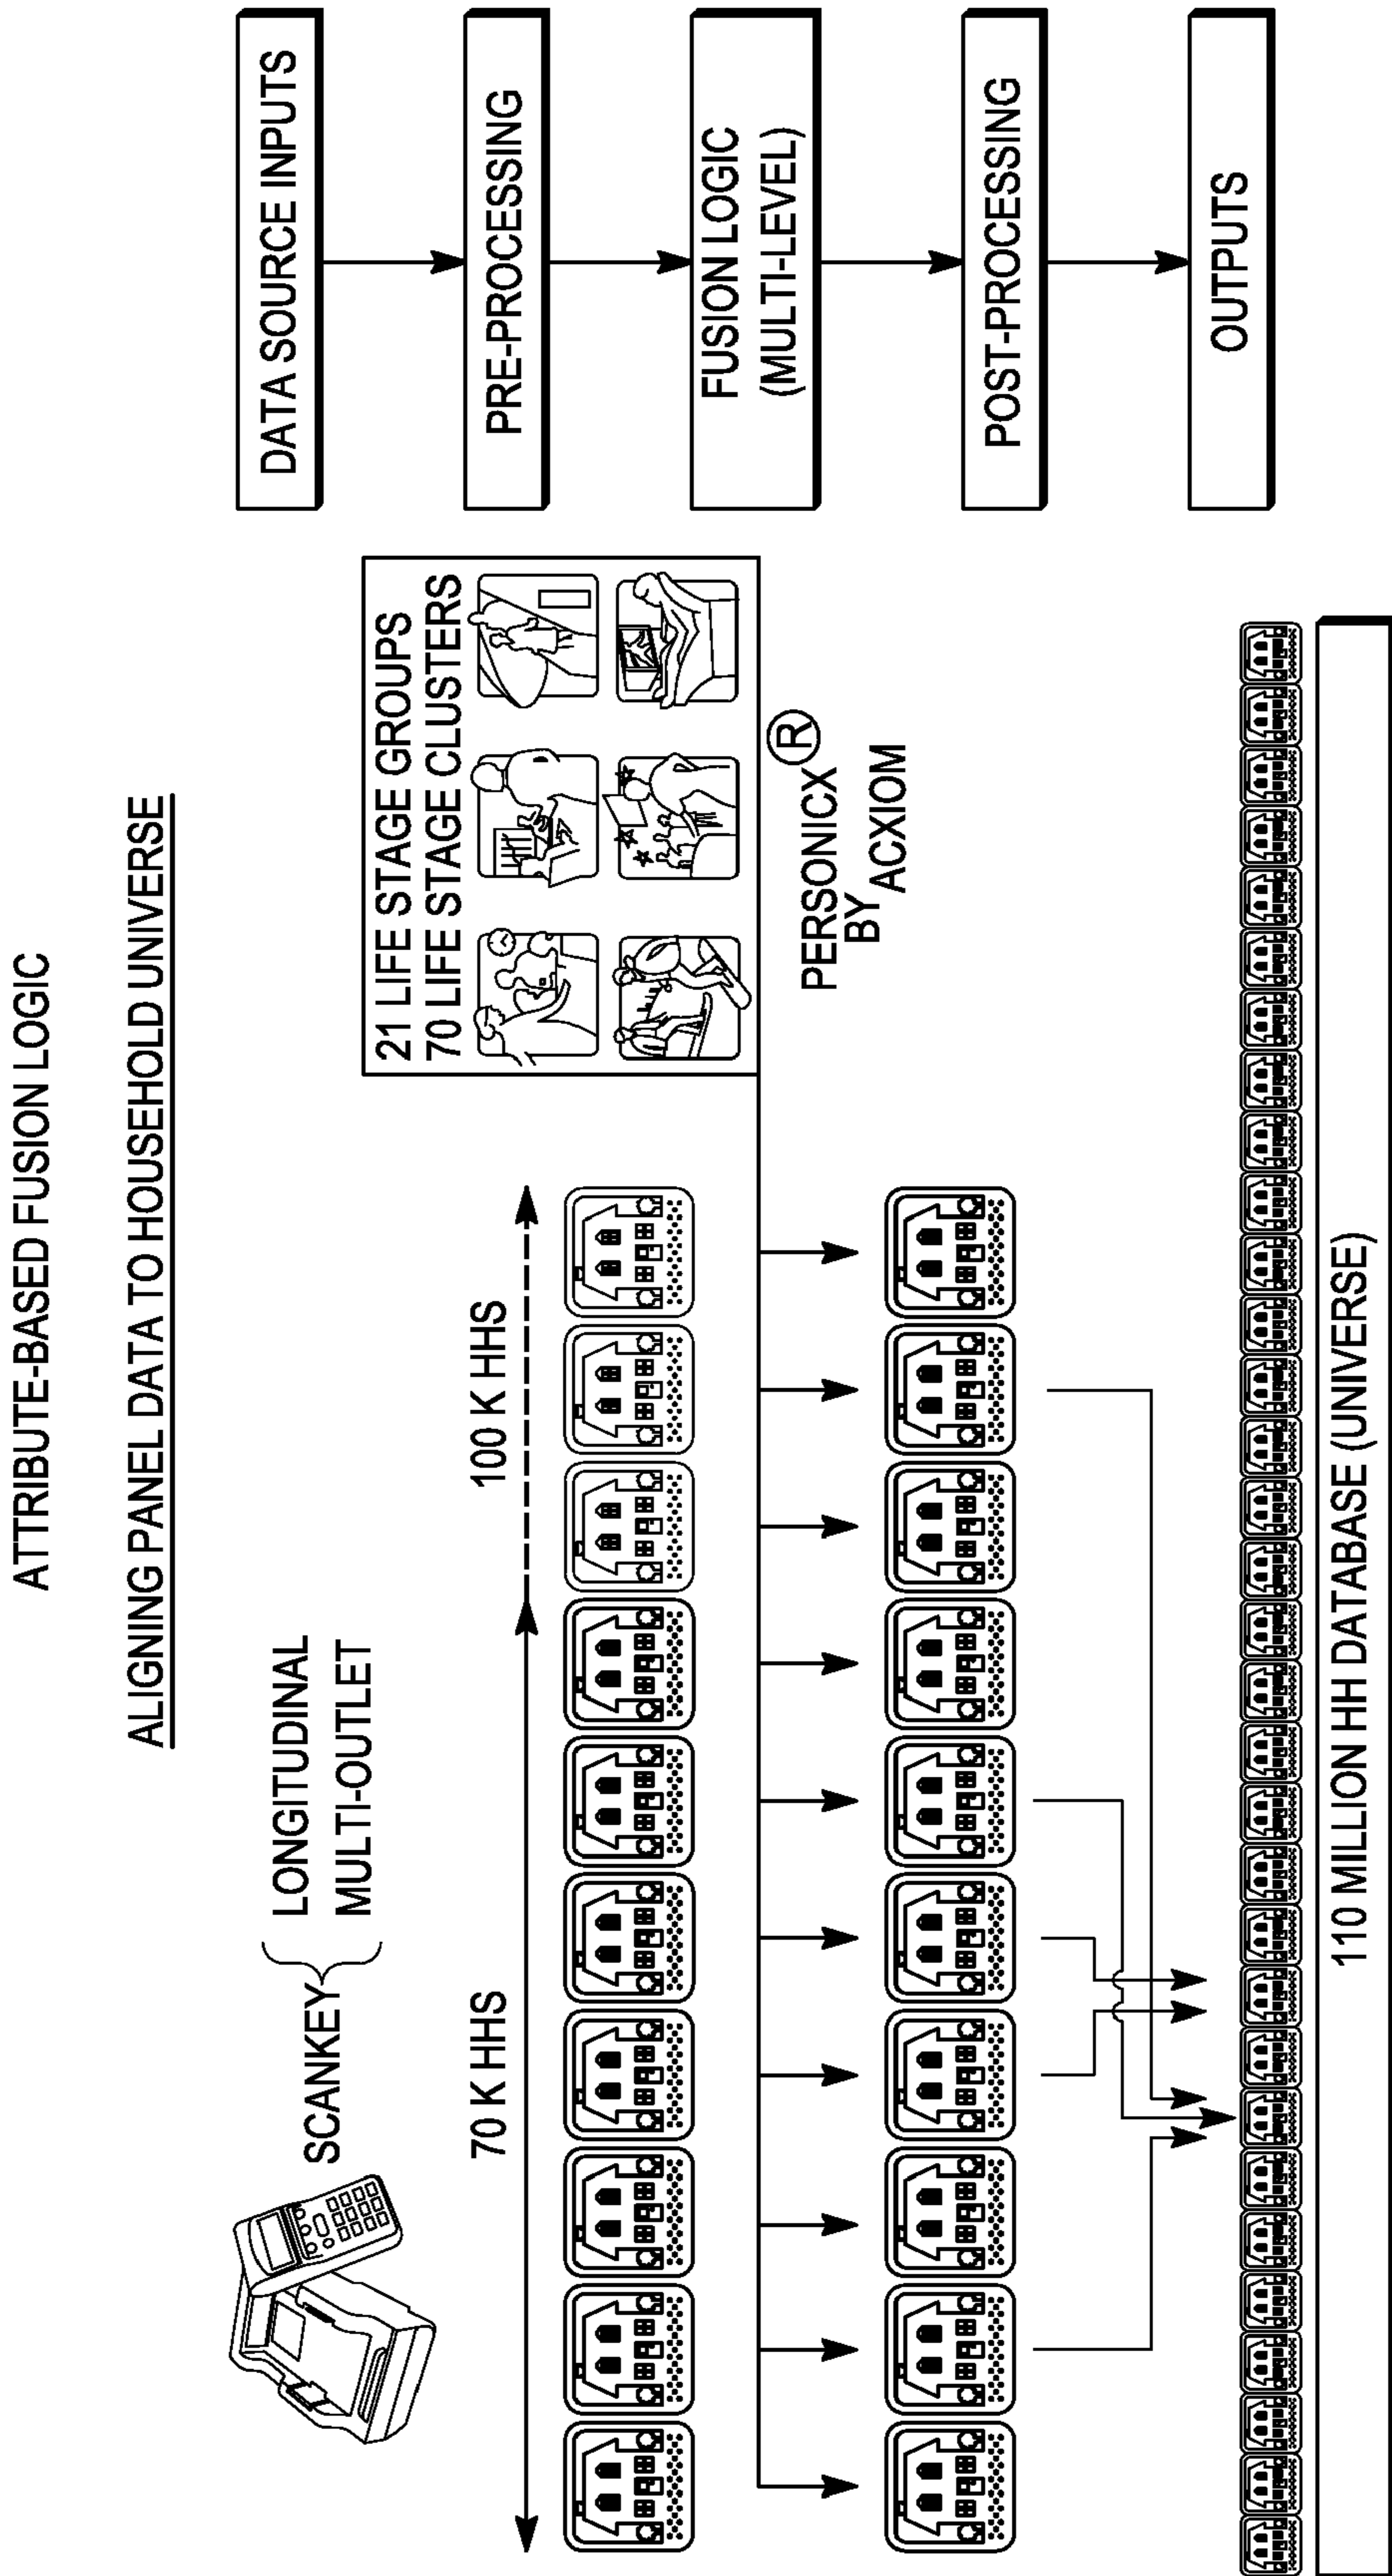 ATTRIBUTE-BASED FUSION LOGIC
ALIGNING PANEL DATA TO HOUSEHOLD UNIVERSE
SCANKEY
LONGITUDINAL
MULTI-OUTLET
70 K HHS
100 K HHS
21 LIFE STAGE GROUPS
70 LIFE STAGE CLUSTERS
PERSONICX ®
BY
ACXIOM
110 MILLION HH DATABASE (UNIVERSE)
DATA SOURCE INPUTS
PRE-PROCESSING
FUSION LOGIC
(MULTI-LEVEL)
POST-PROCESSING
OUTPUTS